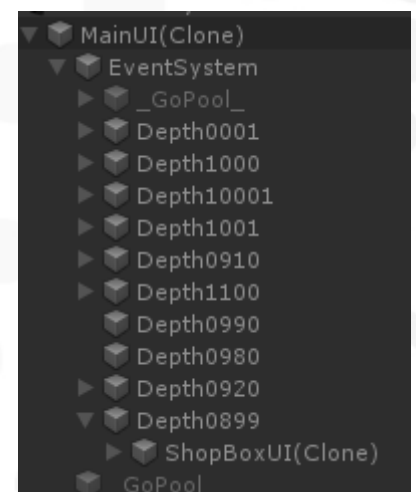 MainUI(Clone)
EventSystem
_GoPool_
Depth0001
Depth1000
Depth10001
Depth1001
Depth0910
Depth1100
Depth0990
Depth0980
Depth0920
Depth0899
ShopBoxUI(Clone)
GoPool